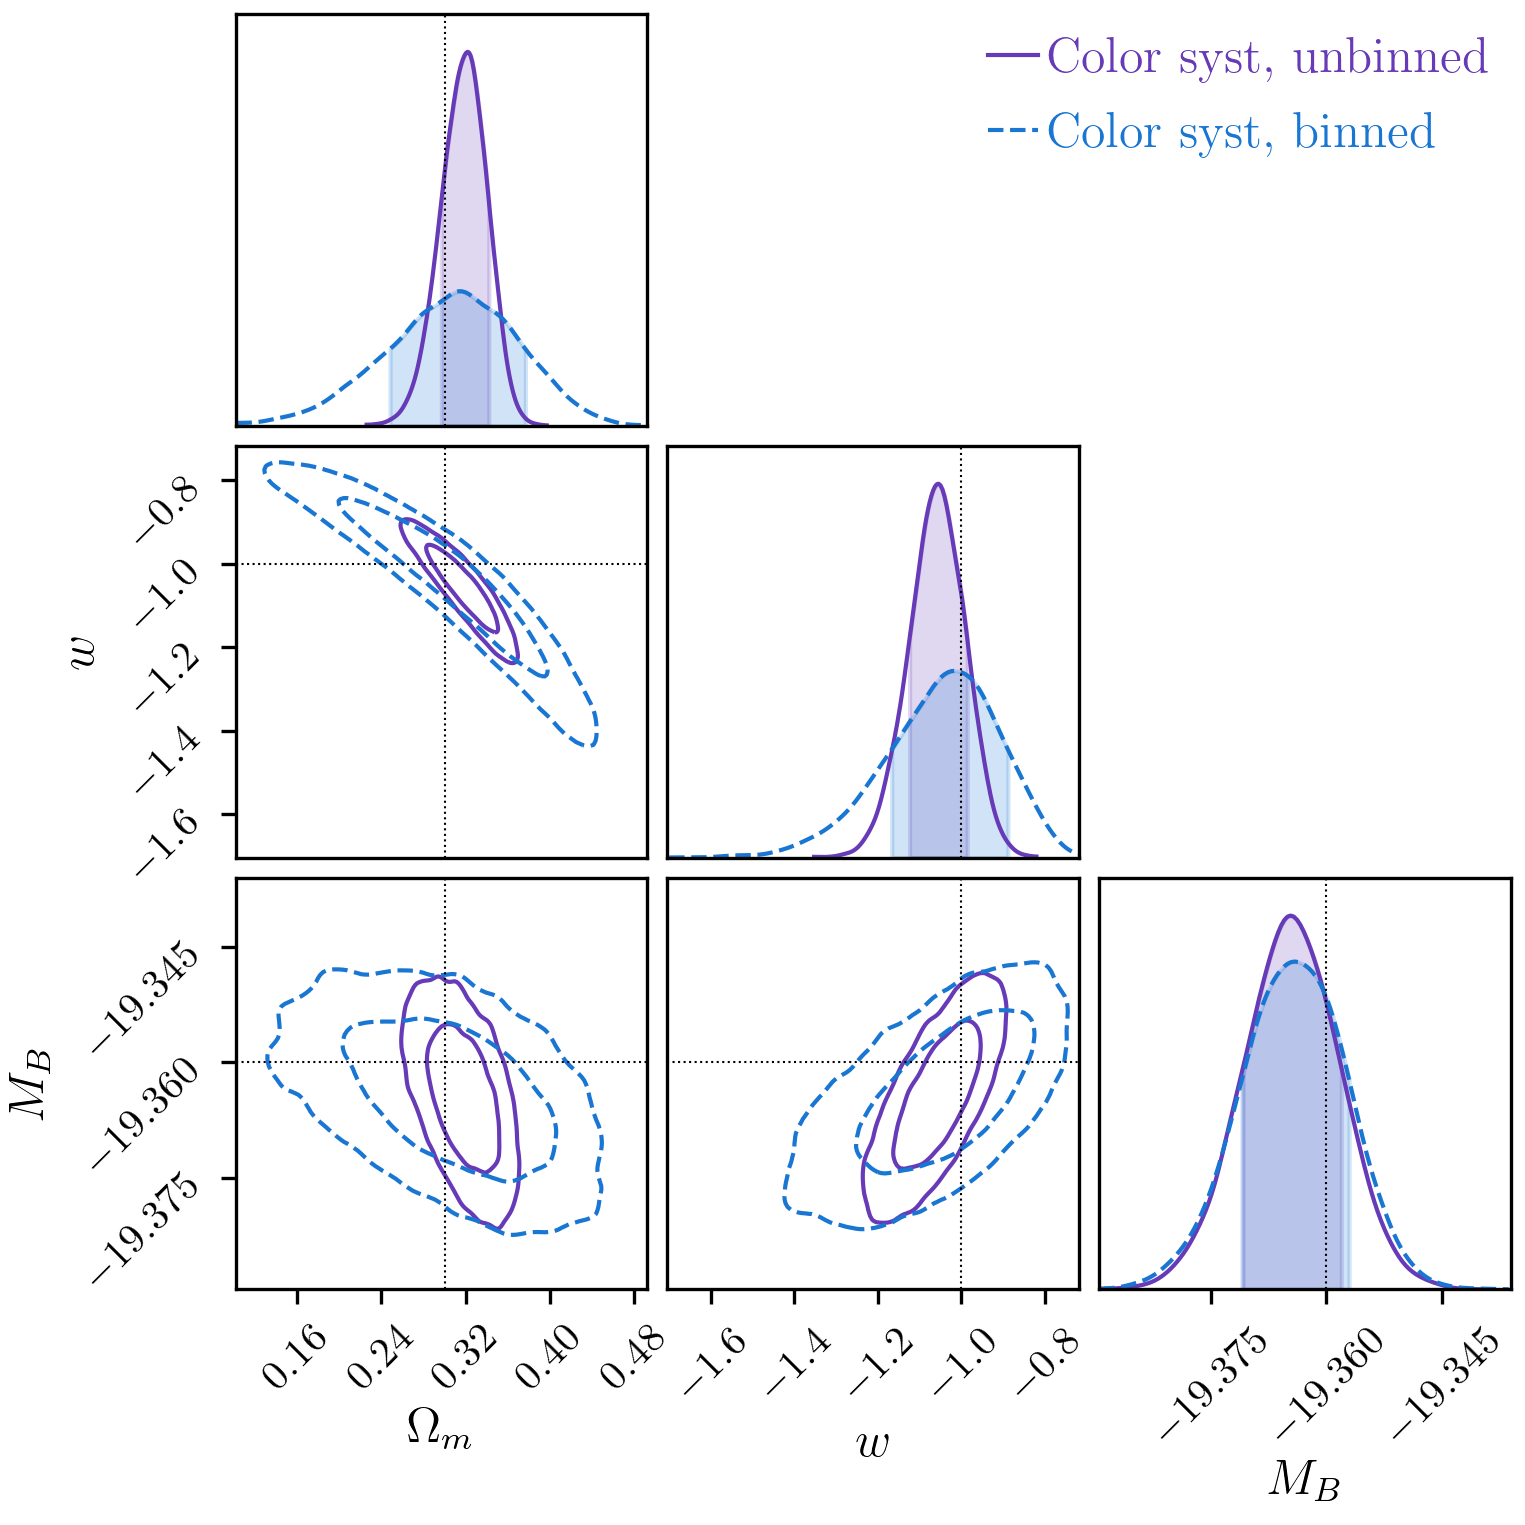 Color syst, unbinned
Color syst, binned
−0.8
−1.0
−1.2
−1.4
−1.6
w
−19.345
−19.360
−19.375
M_B
0.16 0.24 0.32 0.40 0.48
Ω_m
−1.6 −1.4 −1.2 −1.0 −0.8
w
−19.375 −19.360 −19.345
M_B